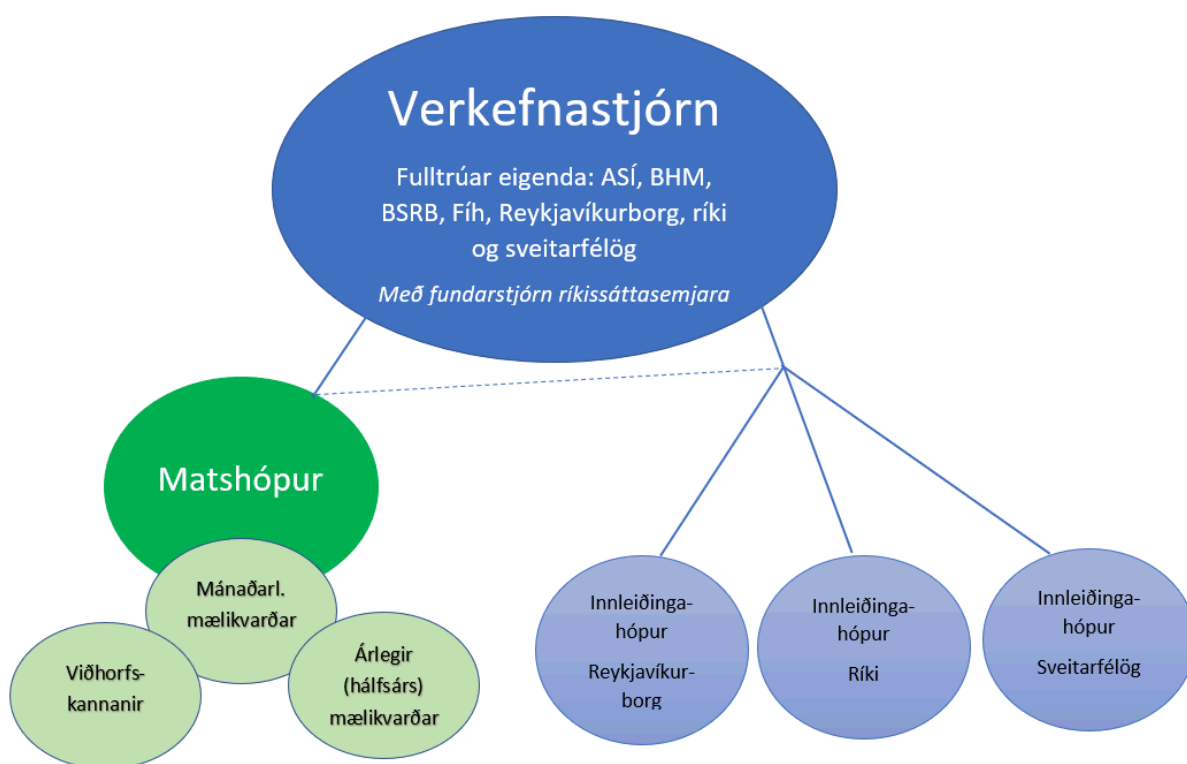 Verkefnastjórn
Fulltrúar eigenda: ASÍ, BHM,
BSRB, Fíh, Reykjavíkurborg, ríki
og sveitarfélög
Með fundarstjórn ríkissáttasemjara
Matshópur
Mánaðarl.
mælikvarðar
Viðhorfs-
kannanir
Árlegir
(hálfsárs)
mælikvarðar
Innleiðinga-
hópur
Reykjavíkur-
borg
Innleiðinga-
hópur
Ríki
Innleiðinga-
hópur
Sveitarfélög